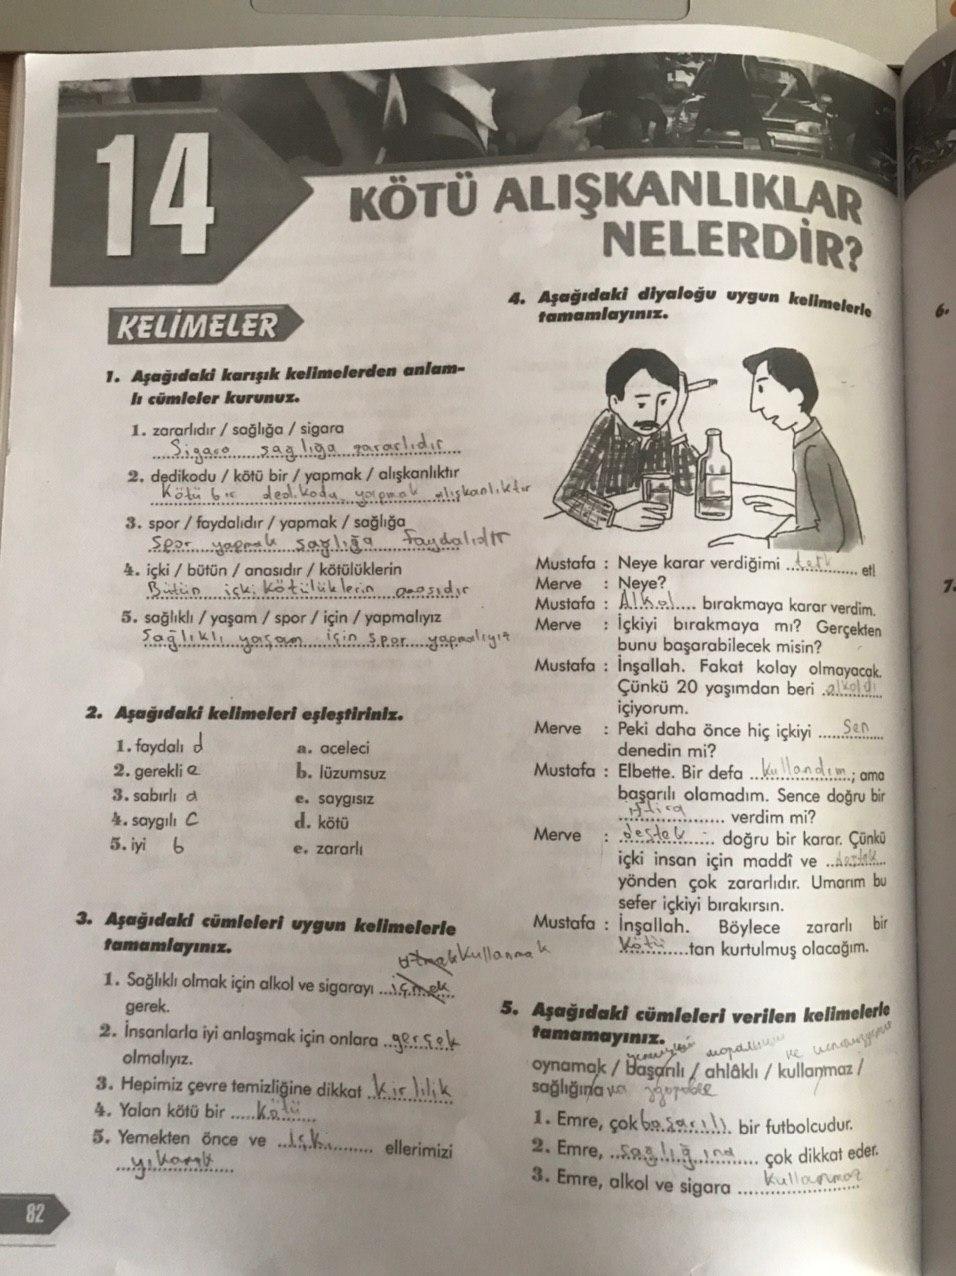 14
KÖTÜ ALIŞKANLIKLAR
NELERDİR?
KELİMELER
1. Aşağıdaki karışık kelimelerden anlam-
lı cümleler kurunuz.
1. zararlıdır / sağlığa / sigara
Sigara sağlığa zararlıdır
2. dedikodu / kötü bir / yapmak / alışkanlıktır
Kötü bir dedikodu yapmak alışkanlıktır
3. spor / faydalıdır / yapmak / sağlığa
Spor yapmak sağlığa faydalıdır
4. içki / bütün / anasıdır / kötülüklerin
Bütün içki kötülüklerin anasıdır
5. sağlıklı / yaşam / spor / için / yapmalıyız
Sağlıklı yaşam için spor yapmalıyız
2. Aşağıdaki kelimeleri eşleştiriniz.
1. faydalı d
a. aceleci
2. gerekli e
b. lüzumsuz
3. sabırlı a
c. saygısız
4. saygılı c
d. kötü
5. iyi b
e. zararlı
3. Aşağıdaki cümleleri uygun kelimelerle
tamamlayınız.
kullanmak
1. Sağlıklı olmak için alkol ve sigarayı içmek
gerek.
2. İnsanlarla iyi anlaşmak için onlara gerçek
olmalıyız.
3. Hepimiz çevre temizliğine dikkat kirlilik
4. Yalan kötü bir kötü
5. Yemekten önce ve içki ellerimizi
yıkamak
82
4. Aşağıdaki diyaloğu uygun kelimelerle
tamamlayınız.
Mustafa : Neye karar verdiğimi terk et!
Merve : Neye?
Mustafa : Alkol bırakmaya karar verdim.
Merve : İçkiyi bırakmaya mı? Gerçekten
bunu başarabilecek misin?
Mustafa : İnşallah. Fakat kolay olmayacak.
Çünkü 20 yaşımdan beri
içiyorum.
Merve : Peki daha önce hiç içkiyi sen
denedin mi?
Mustafa : Elbette. Bir defa kullandım; ama
başarılı olamadım. Sence doğru bir
verdim mi?
Merve : destek doğru bir karar. Çünkü
içki insan için maddî ve destek
yönden çok zararlıdır. Umarım bu
sefer içkiyi bırakırsın.
Mustafa : İnşallah. Böylece zararlı bir
kötü tan kurtulmuş olacağım.
5. Aşağıdaki cümleleri verilen kelimelerle
tamamayınız.
oynamak / başarılı / ahlâklı / kullanmaz /
sağlığına
1. Emre, çok başarılı bir futbolcudur.
2. Emre, sağlığına çok dikkat eder.
3. Emre, alkol ve sigara kullanmaz
6.
7.